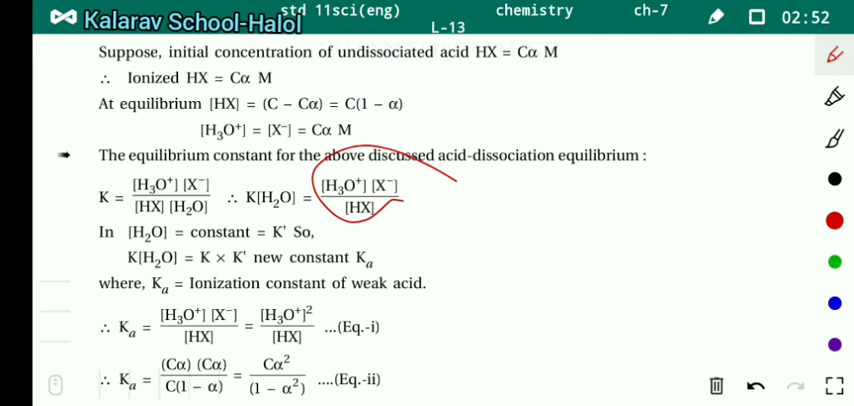 Kalarav School-Halol std 11sci(eng) chemistry ch-7 02:52
L-13
Suppose, initial concentration of undissociated acid HX = Cα M
∴ Ionized HX = Cα M
At equilibrium [HX] = (C – Cα) = C(1 – α)
[H₃O⁺] = [X⁻] = Cα M
➠ The equilibrium constant for the above discussed acid-dissociation equilibrium :
K = [H₃O⁺] [X⁻] / [HX] [H₂O] ∴ K[H₂O] = [H₃O⁺] [X⁻] / [HX]
In [H₂O] = constant = K' So,
K[H₂O] = K × K' new constant Kₐ
where, Kₐ = Ionization constant of weak acid.
∴ Kₐ = [H₃O⁺] [X⁻] / [HX] = [H₃O⁺]² / [HX] ...(Eq.-i)
∴ Kₐ = (Cα) (Cα) / C(1 – α) = Cα² / (1 – α²) ....(Eq.-ii)